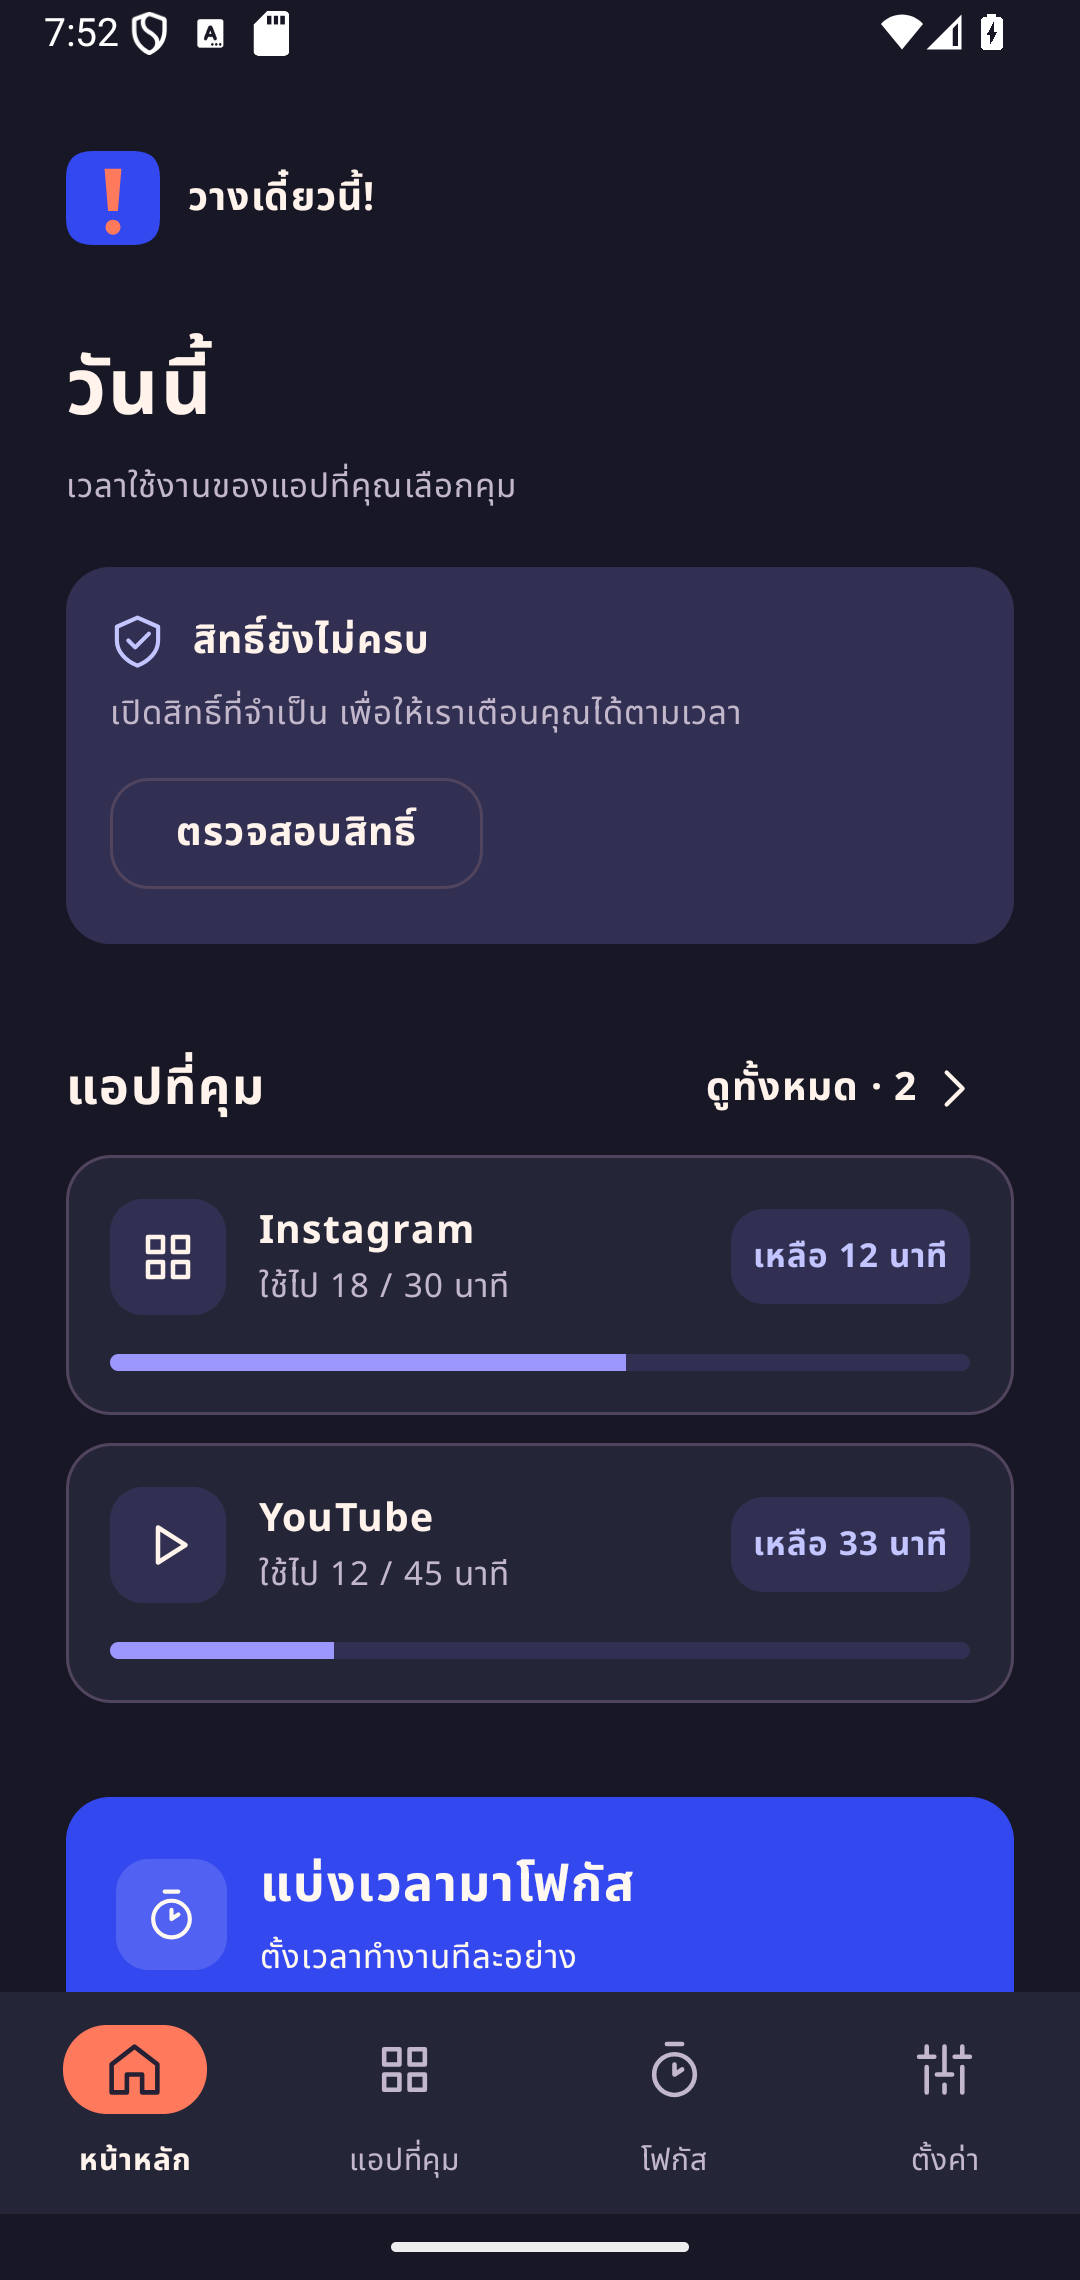 7:52
วางเดี๋ยวนี้!
วันนี้
เวลาใช้งานของแอปที่คุณเลือกคุม
สิทธิ์ยังไม่ครบ
เปิดสิทธิ์ที่จำเป็น เพื่อให้เราเตือนคุณได้ตามเวลา
ตรวจสอบสิทธิ์
แอปที่คุม
ดูทั้งหมด · 2
Instagram
ใช้ไป 18 / 30 นาที
เหลือ 12 นาที
YouTube
ใช้ไป 12 / 45 นาที
เหลือ 33 นาที
แบ่งเวลามาโฟกัส
ตั้งเวลาทำงานทีละอย่าง
หน้าหลัก
แอปที่คุม
โฟกัส
ตั้งค่า